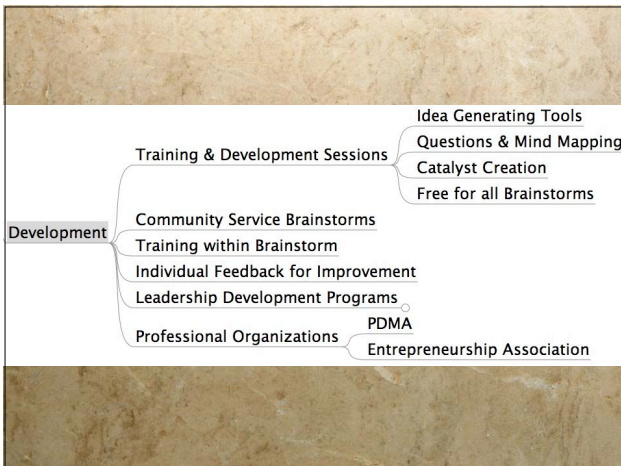 Development
Training & Development Sessions
Idea Generating Tools
Questions & Mind Mapping
Catalyst Creation
Free for all Brainstorms
Community Service Brainstorms
Training within Brainstorm
Individual Feedback for Improvement
Leadership Development Programs
Professional Organizations
PDMA
Entrepreneurship Association